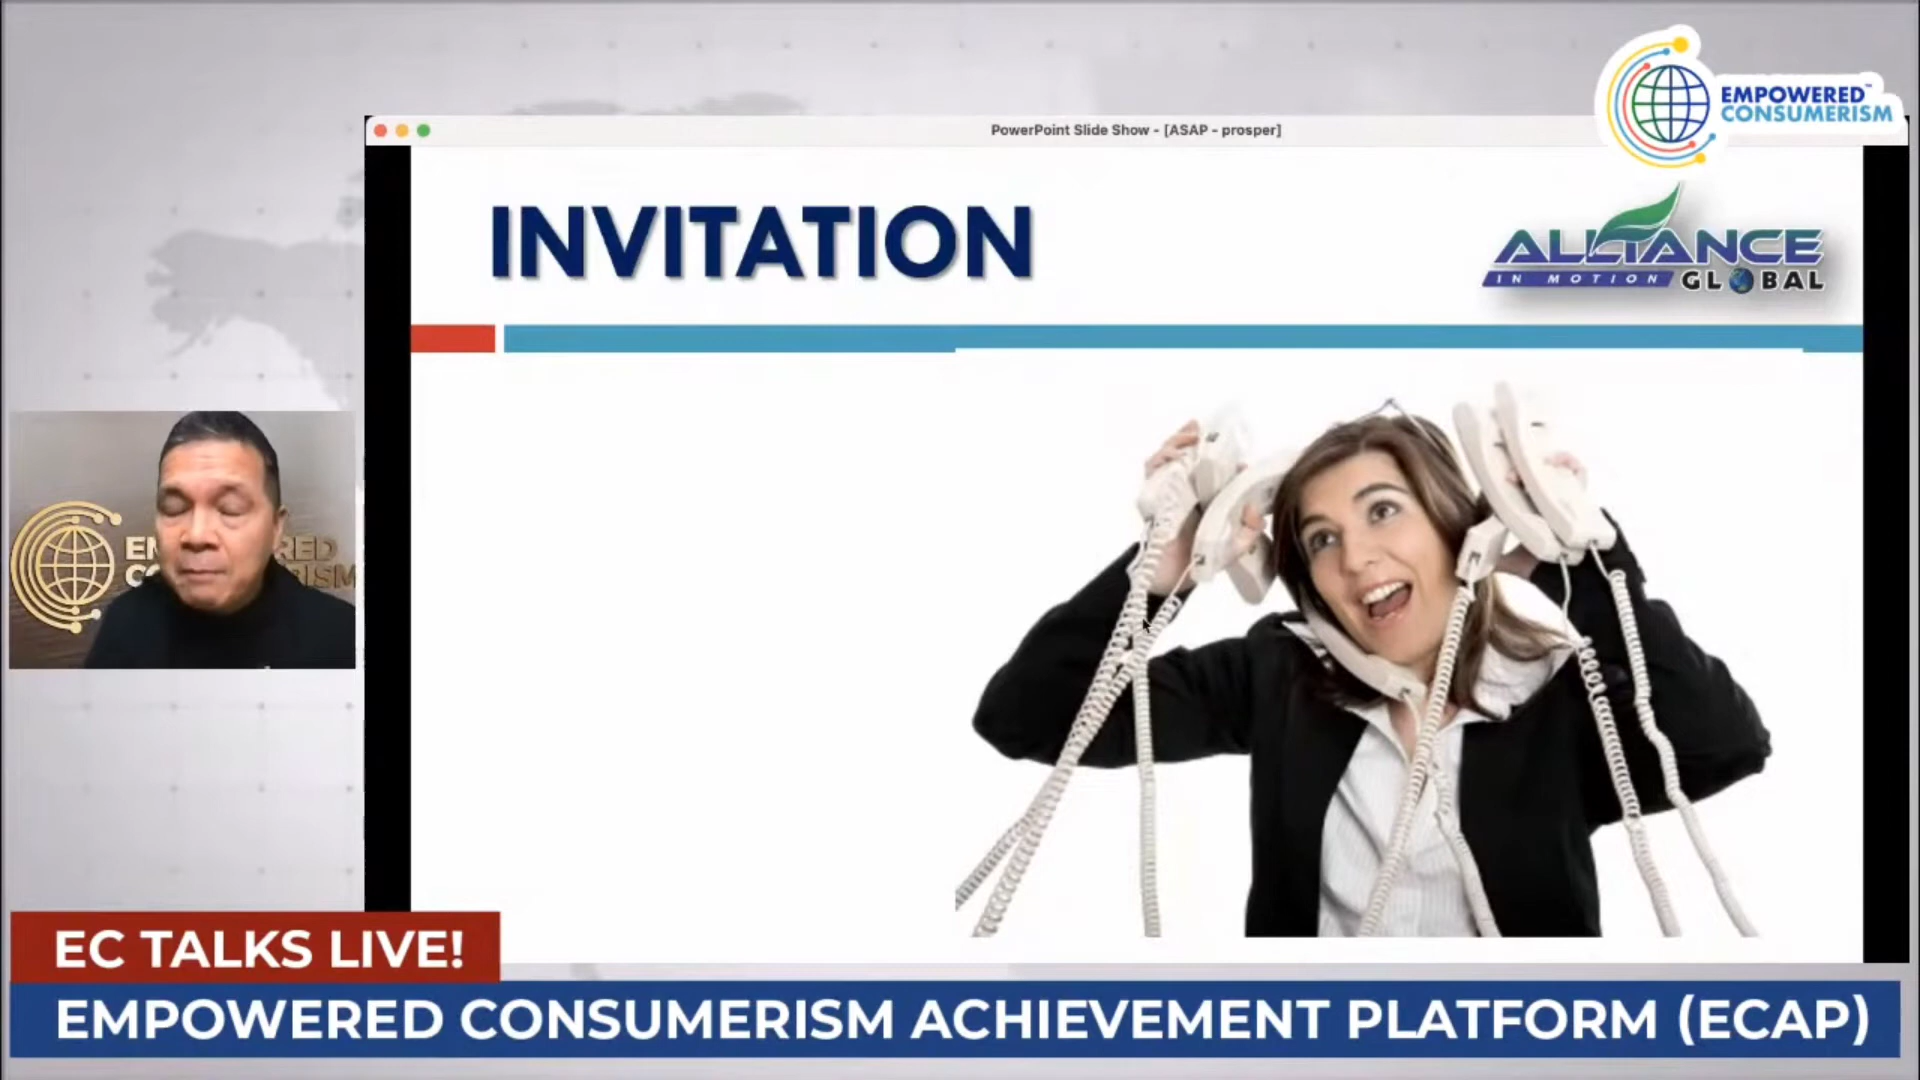 EMPOWERED™
CONSUMERISM
PowerPoint Slide Show - [ASAP - prosper]
INVITATION
ALLIANCE
IN MOTION GLOBAL
EC TALKS LIVE!
EMPOWERED CONSUMERISM ACHIEVEMENT PLATFORM (ECAP)